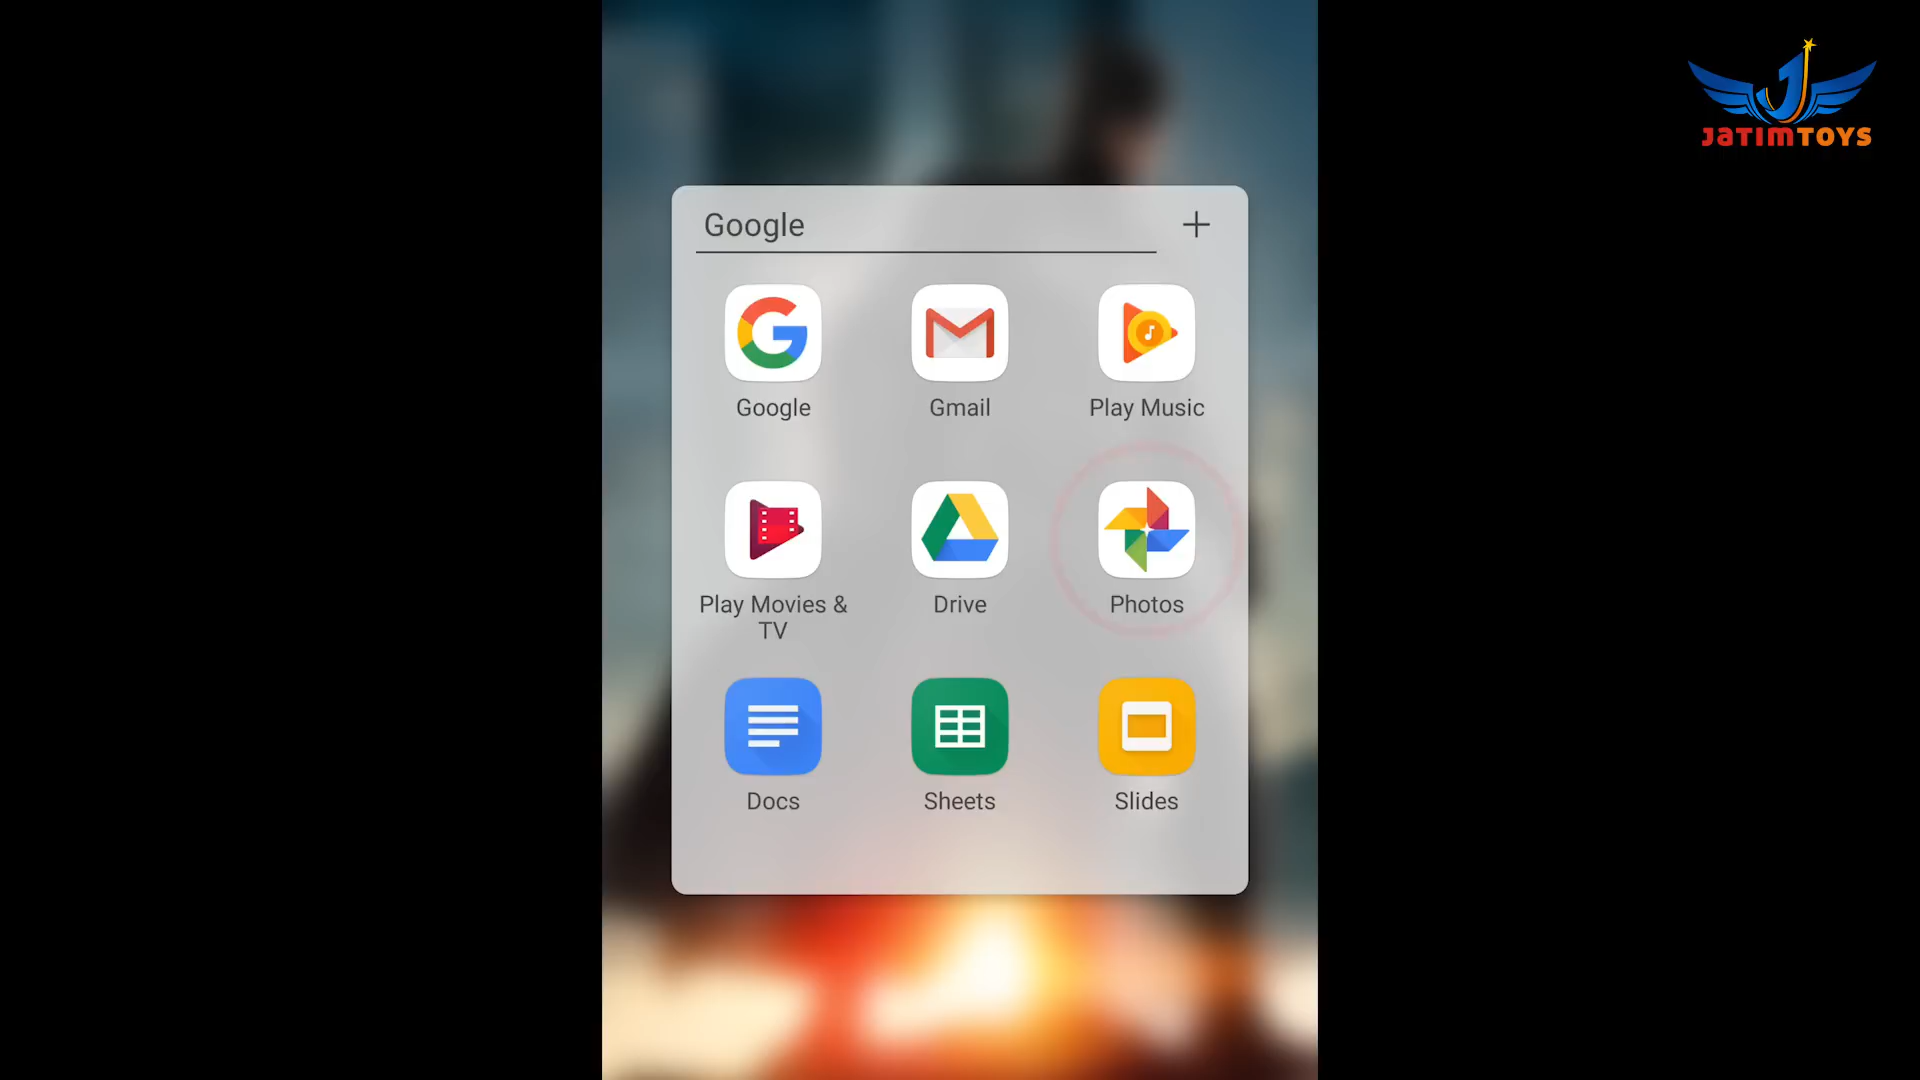 JATIMTOYS
Google
Google
Gmail
Play Music
Play Movies &
TV
Drive
Photos
Docs
Sheets
Slides